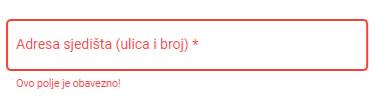 Adresa sjedišta (ulica i broj) *
Ovo polje je obavezno!